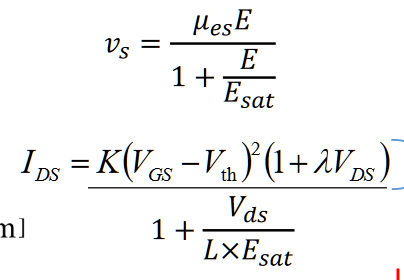 v_s = μ_es E / (1 + E / E_sat)
I_DS = K(V_GS − V_th)²(1 + λV_DS) / (1 + V_ds / (L×E_sat))
m]